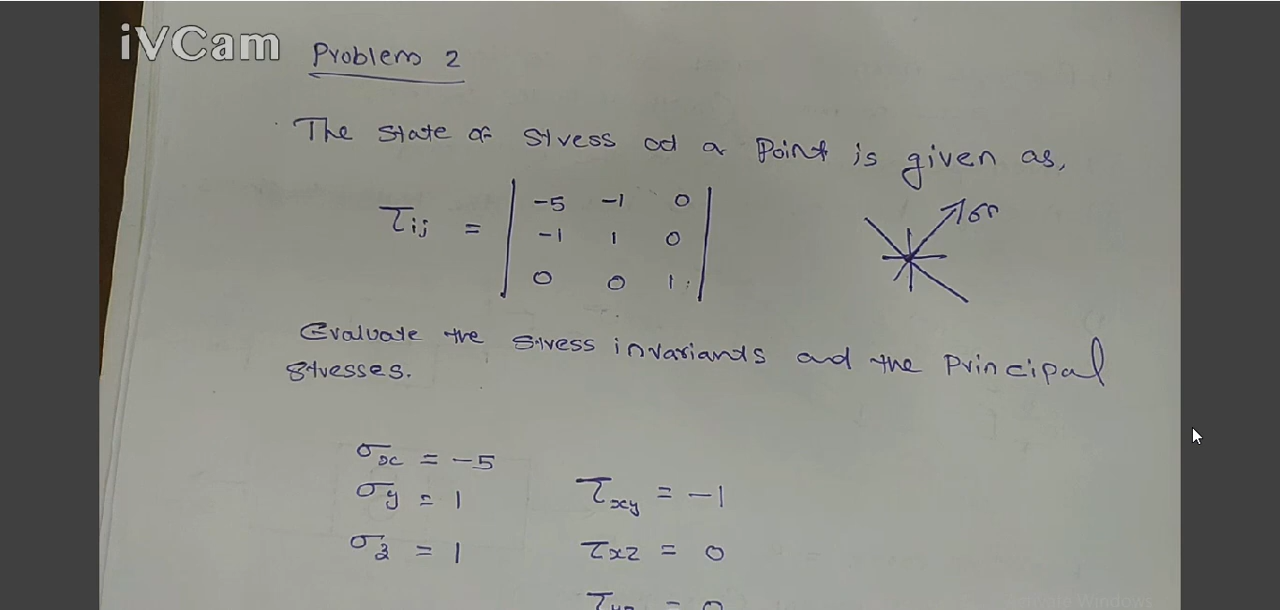 iVCam
Problem 2
The state of stress at a point is given as,
τij = | -5 -1 0 |
| -1 1 0 |
| 0 0 1 |
σn
Evaluate the stress invariants and the principal
stresses.
σx = -5
σy = 1 τxy = -1
σz = 1 τxz = 0
= 0